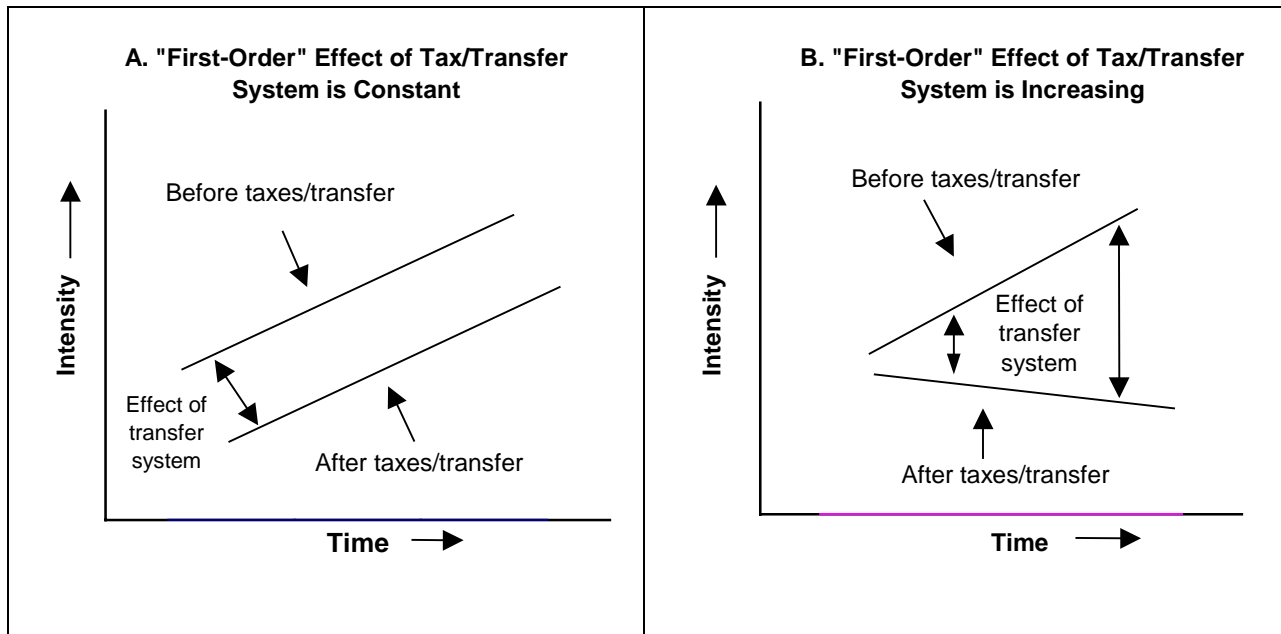 A. "First-Order" Effect of Tax/Transfer
System is Constant
Intensity
Before taxes/transfer
Effect of
transfer
system
After taxes/transfer
Time
B. "First-Order" Effect of Tax/Transfer
System is Increasing
Intensity
Before taxes/transfer
Effect of
transfer
system
After taxes/transfer
Time